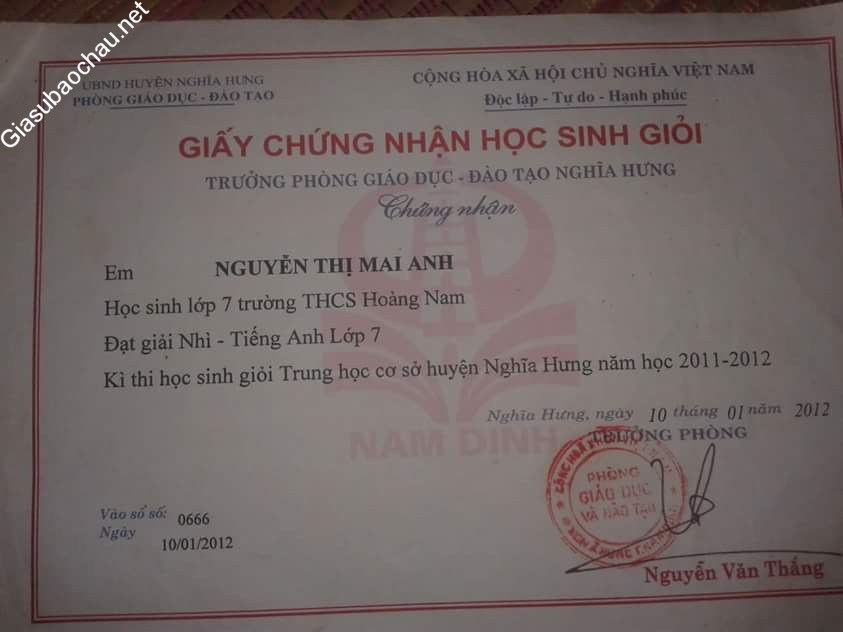 Giasubaochau.net
UBND HUYỆN NGHĨA HƯNG
PHÒNG GIÁO DỤC - ĐÀO TẠO
CỘNG HÒA XÃ HỘI CHỦ NGHĨA VIỆT NAM
Độc lập - Tự do - Hạnh phúc
GIẤY CHỨNG NHẬN HỌC SINH GIỎI
TRƯỞNG PHÒNG GIÁO DỤC - ĐÀO TẠO NGHĨA HƯNG
Chứng nhận
Em NGUYỄN THỊ MAI ANH
Học sinh lớp 7 trường THCS Hoàng Nam
Đạt giải Nhì - Tiếng Anh Lớp 7
Kì thi học sinh giỏi Trung học cơ sở huyện Nghĩa Hưng năm học 2011-2012
Nghĩa Hưng, ngày 10 tháng 01 năm 2012
TRƯỞNG PHÒNG
NAM ĐỊNH
PHÒNG
GIÁO DỤC
VÀ ĐÀO TẠO
Vào sổ số: 0666
Ngày 10/01/2012
Nguyễn Văn Thắng